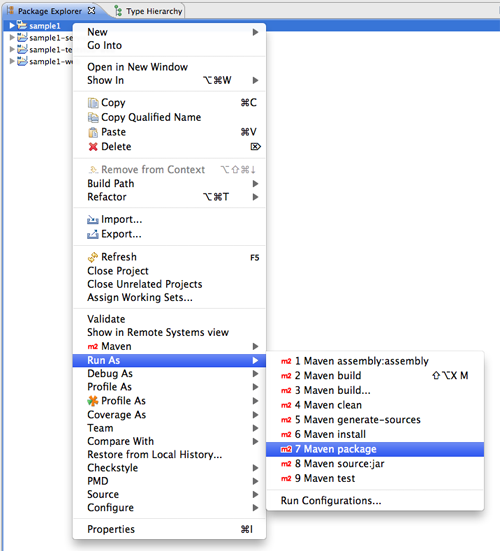 Package Explorer
Type Hierarchy
sample1
sample1-se
sample1-te
sample1-we
New
Go Into
Open in New Window
Show In ⌥⌘W
Copy ⌘C
Copy Qualified Name
Paste ⌘V
Delete ⌦
Remove from Context ⌥⇧⌘↓
Build Path
Refactor ⌥⌘T
Import...
Export...
Refresh F5
Close Project
Close Unrelated Projects
Assign Working Sets...
Validate
Show in Remote Systems view
m2 Maven
Run As
Debug As
Profile As
Profile As
Coverage As
Team
Compare With
Restore from Local History...
Checkstyle
PMD
Source
Configure
Properties ⌘I
m2 1 Maven assembly:assembly
m2 2 Maven build ⇧⌥X M
m2 3 Maven build...
m2 4 Maven clean
m2 5 Maven generate-sources
m2 6 Maven install
m2 7 Maven package
m2 8 Maven source:jar
m2 9 Maven test
Run Configurations...